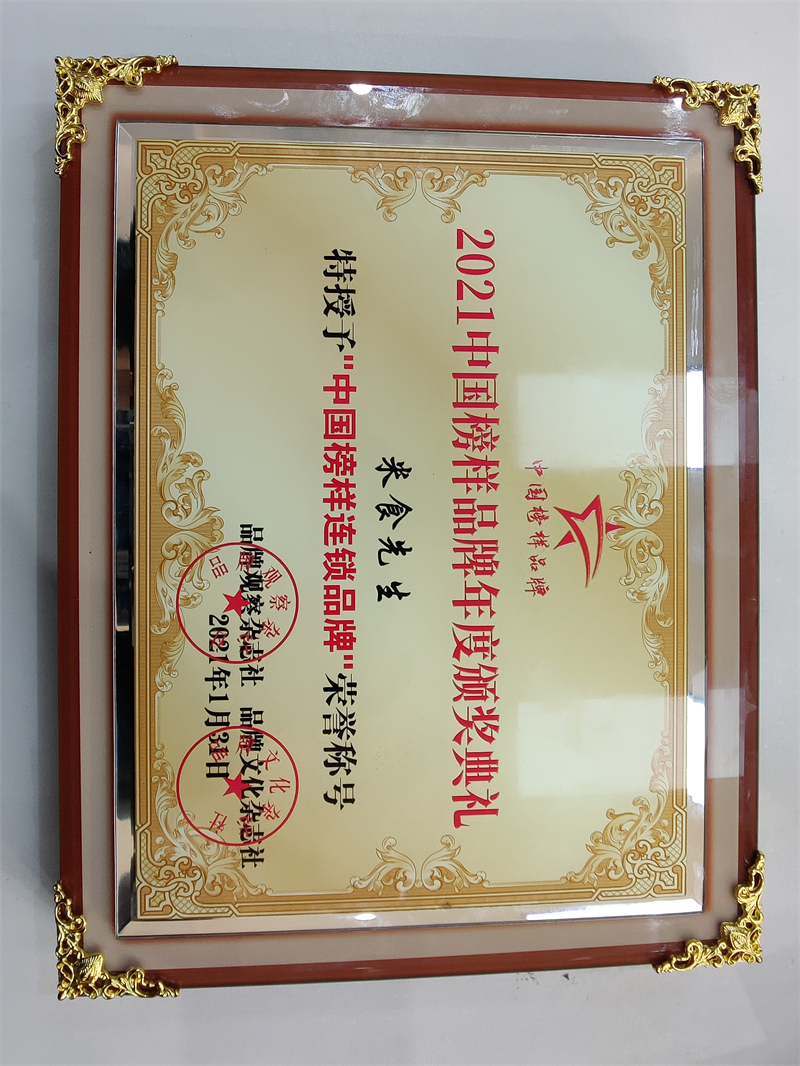 中国榜样品牌
2021中国榜样品牌年度颁奖典礼
米食先生
特授予"中国榜样连锁品牌"荣誉称号
品牌观察杂志社 品牌文化杂志社
2021年1月31日